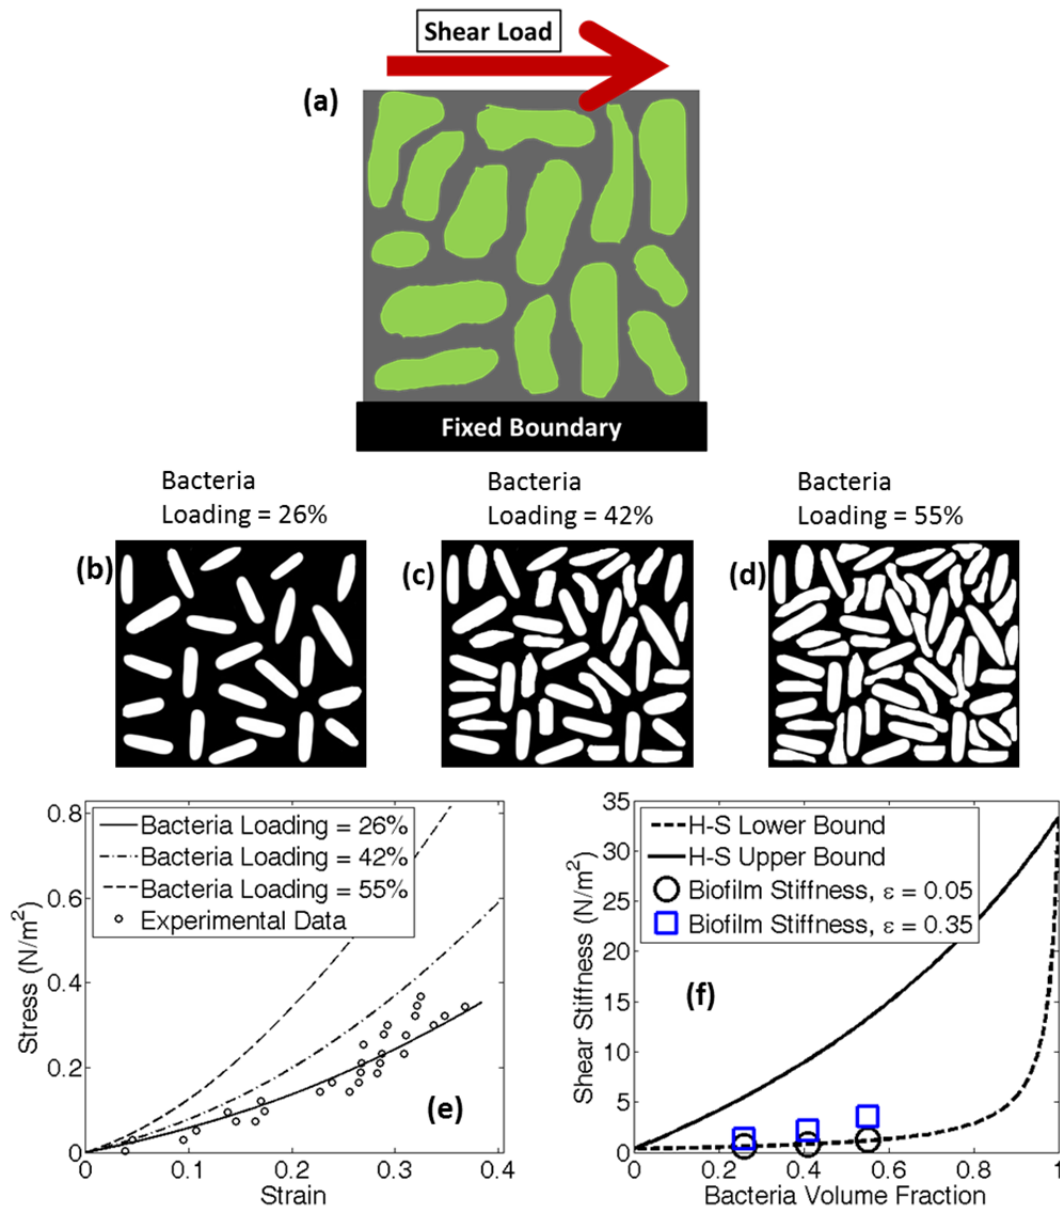 Shear Load
(a)
Fixed Boundary
Bacteria
Loading = 26%
Bacteria
Loading = 42%
Bacteria
Loading = 55%
(b)
(c)
(d)
0.8
0.6
0.4
0.2
0
Stress (N/m²)
Bacteria Loading = 26%
Bacteria Loading = 42%
Bacteria Loading = 55%
Experimental Data
(e)
0 0.1 0.2 0.3 0.4
Strain
35
30
25
20
15
10
5
0
Shear Stiffness (N/m²)
H-S Lower Bound
H-S Upper Bound
Biofilm Stiffness, ε = 0.05
Biofilm Stiffness, ε = 0.35
(f)
0 0.2 0.4 0.6 0.8 1
Bacteria Volume Fraction